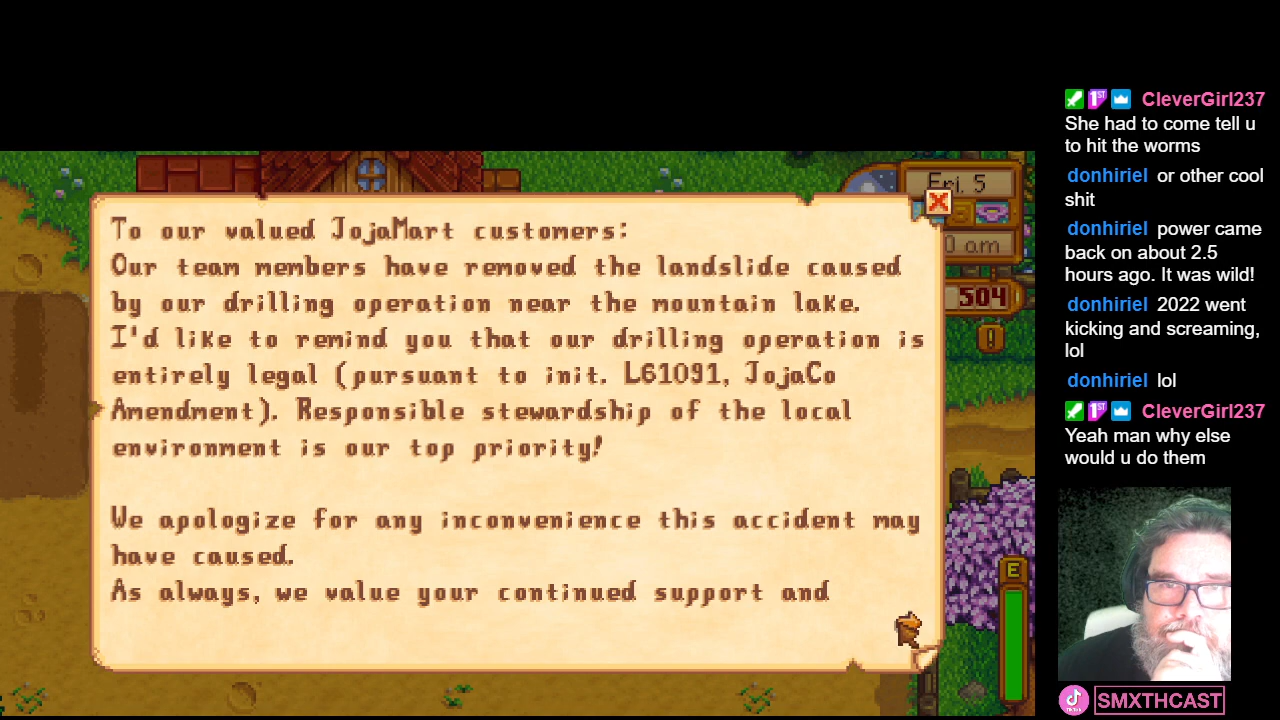 To our valued JojaMart customers:
Our team members have removed the landslide caused
by our drilling operation near the mountain lake.
I'd like to remind you that our drilling operation is
entirely legal (pursuant to init. L61091, JojaCo
Amendment). Responsible stewardship of the local
environment is our top priority!
We apologize for any inconvenience this accident may
have caused.
As always, we value your continued support and
Fri. 5
0 am
504
E
CleverGirl237
She had to come tell u
to hit the worms
donhiriel or other cool
shit
donhiriel power came
back on about 2.5
hours ago. It was wild!
donhiriel 2022 went
kicking and screaming,
lol
donhiriel lol
CleverGirl237
Yeah man why else
would u do them
SMXTHCAST